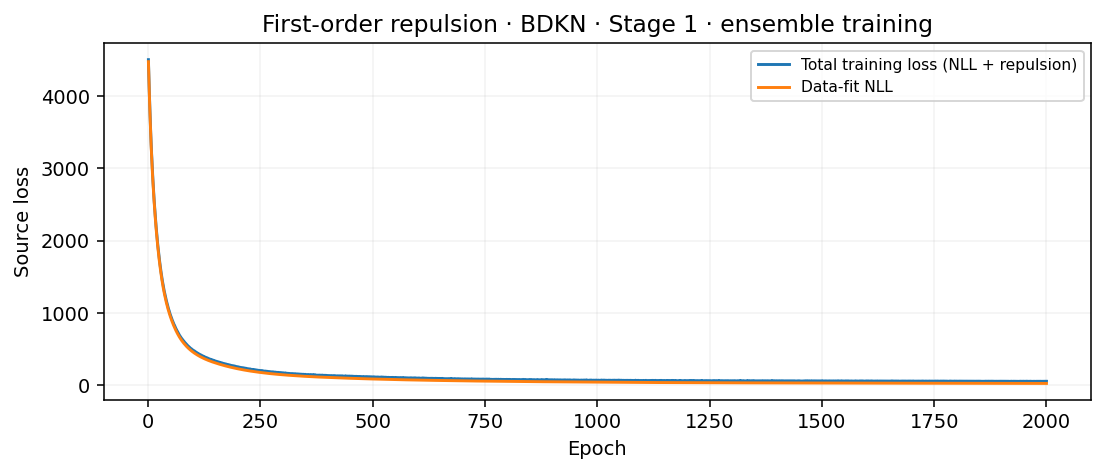 First-order repulsion · BDKN · Stage 1 · ensemble training
Total training loss (NLL + repulsion)
Data-fit NLL
Source loss
4000
3000
2000
1000
0
0 250 500 750 1000 1250 1500 1750 2000
Epoch